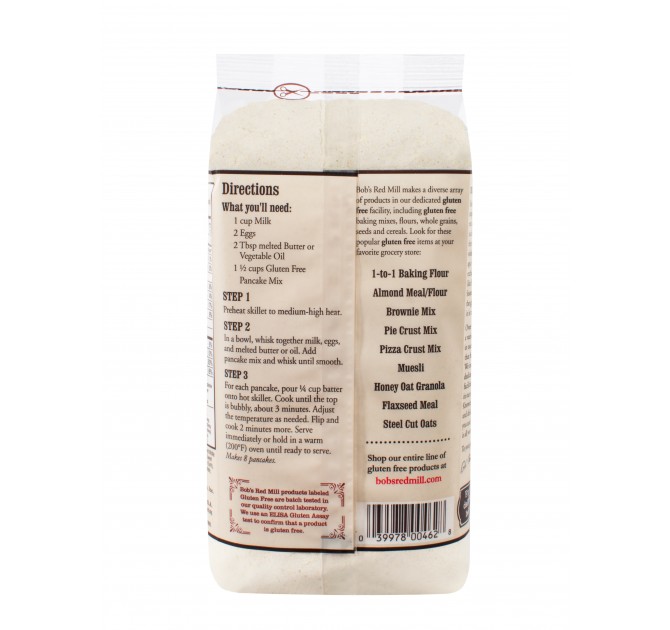 Directions
What you'll need:
1 cup Milk
2 Eggs
2 Tbsp melted Butter or
Vegetable Oil
1 ½ cups Gluten Free
Pancake Mix
STEP 1
Preheat skillet to medium-high heat.
STEP 2
In a bowl, whisk together milk, eggs,
and melted butter or oil. Add
pancake mix and whisk until smooth.
STEP 3
For each pancake, pour ¼ cup batter
onto hot skillet. Cook until the top
is bubbly, about 3 minutes. Adjust
the temperature as needed. Flip and
cook 2 minutes more. Serve
immediately or hold in a warm
(200°F) oven until ready to serve.
Makes 8 pancakes.
Bob's Red Mill products labeled
Gluten Free are batch tested in
our quality control laboratory.
We use an ELISA Gluten Assay
test to confirm that a product
is gluten free.
Bob's Red Mill makes a diverse array
of products in our dedicated gluten
free facility, including gluten free
baking mixes, flours, whole grains,
seeds and cereals. Look for these
popular gluten free items at your
favorite grocery store:
1-to-1 Baking Flour
Almond Meal/Flour
Brownie Mix
Pie Crust Mix
Pizza Crust Mix
Muesli
Honey Oat Granola
Flaxseed Meal
Steel Cut Oats
Shop our entire line of
gluten free products at
bobsredmill.com
0 39978 00462 8